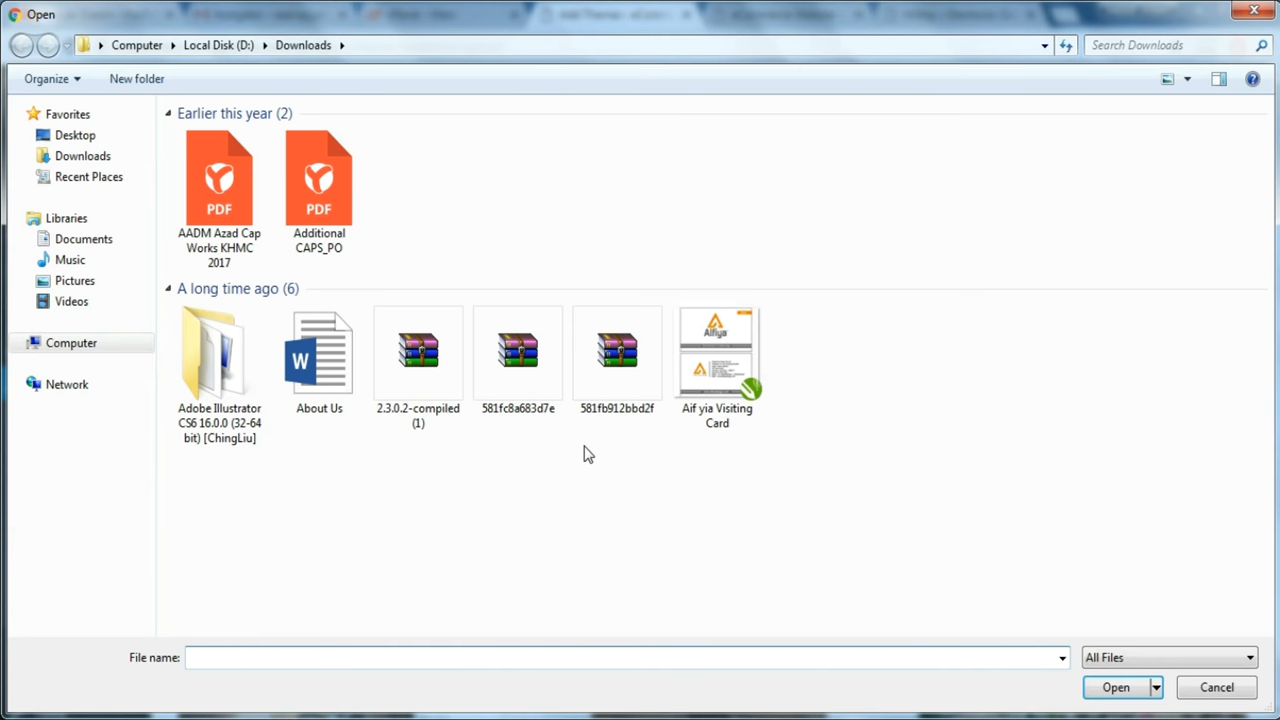 Open
Computer
Local Disk (D:)
Downloads
Search Downloads
Organize
New folder
Favorites
Desktop
Downloads
Recent Places
Libraries
Documents
Music
Pictures
Videos
Computer
Network
Earlier this year (2)
PDF
AADM Azad Cap
Works KHMC
2017
PDF
Additional
CAPS_PO
A long time ago (6)
Adobe Illustrator
CS6 16.0.0 (32-64
bit) [ChingLiu]
W
About Us
2.3.0.2-compiled
(1)
581fc8a683d7e
581fb912bbd2f
Alfiya
Aif yia Visiting
Card
File name:
All Files
Open
Cancel